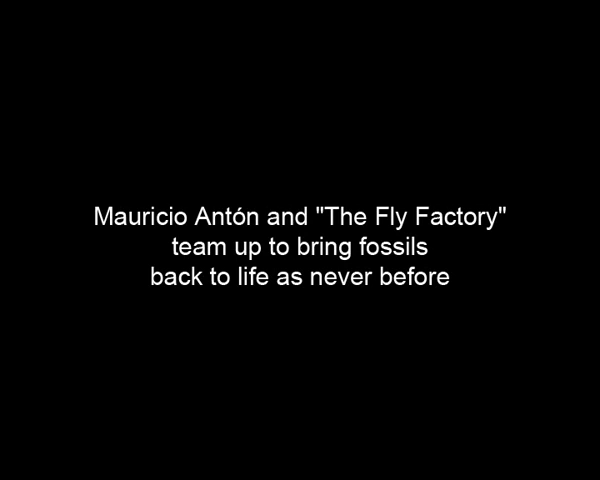 Mauricio Antón and "The Fly Factory"
team up to bring fossils
back to life as never before